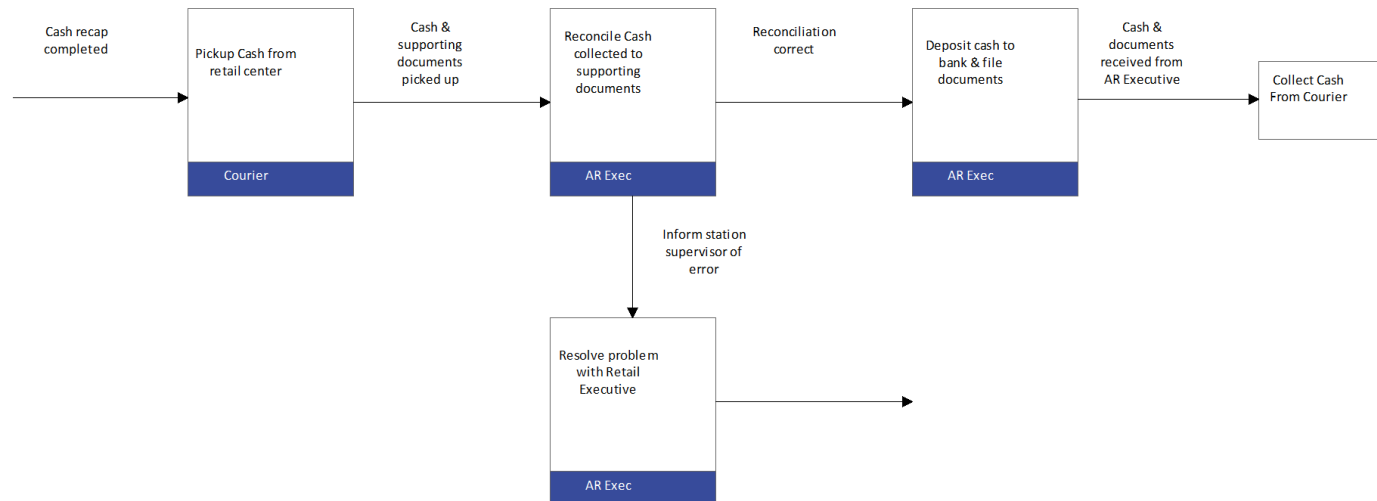 Cash recap
completed
Pickup Cash from
retail center
Courier
Cash &
supporting
documents
picked up
Reconcile Cash
collected to
supporting
documents
AR Exec
Reconciliation
correct
Deposit cash to
bank & file
documents
AR Exec
Cash &
documents
received from
AR Executive
Collect Cash
From Courier
Inform station
supervisor of
error
Resolve problem
with Retail
Executive
AR Exec